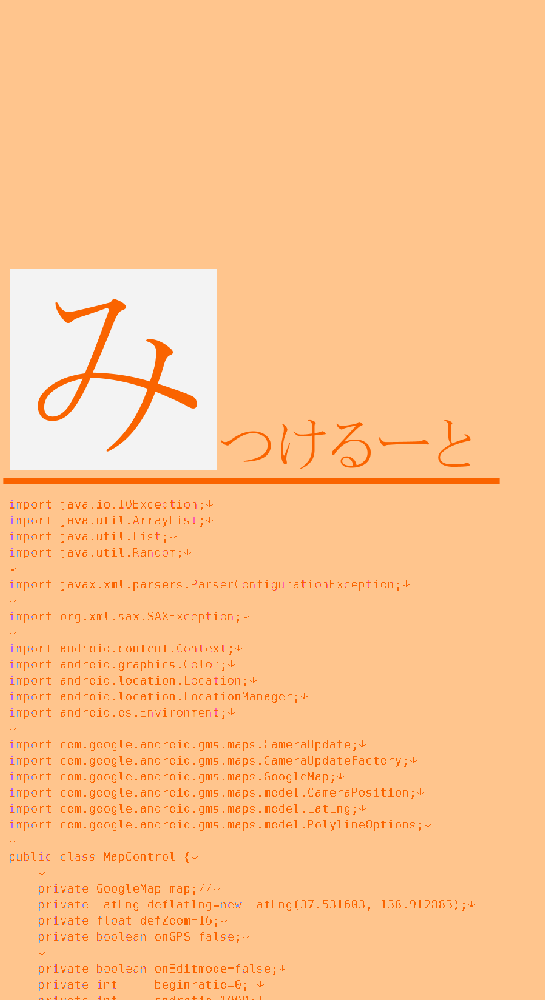 みつけるーと
import java.io.IOException;↓
import java.util.ArrayList;↓
import java.util.List;↓
import java.util.Random;↓
↓
import javax.xml.parsers.ParserConfigurationException;↓
↓
import org.xml.sax.SAXException;↓
↓
import android.content.Context;↓
import android.graphics.Color;↓
import android.location.Location;↓
import android.location.LocationManager;↓
import android.os.Environment;↓
↓
import com.google.android.gms.maps.CameraUpdate;↓
import com.google.android.gms.maps.CameraUpdateFactory;↓
import com.google.android.gms.maps.GoogleMap;↓
import com.google.android.gms.maps.model.CameraPosition;↓
import com.google.android.gms.maps.model.LatLng;↓
import com.google.android.gms.maps.model.PolylineOptions;↓
↓
public class MapControl {↓
↓
private GoogleMap map;//↓
private LatLng deflatlng=new LatLng(37.531603, 138.912883);↓
private float defZoom=16;↓
private boolean onGPS=false;↓
↓
private boolean onEditmode=false;↓
private int beginratio=0; ↓
private int